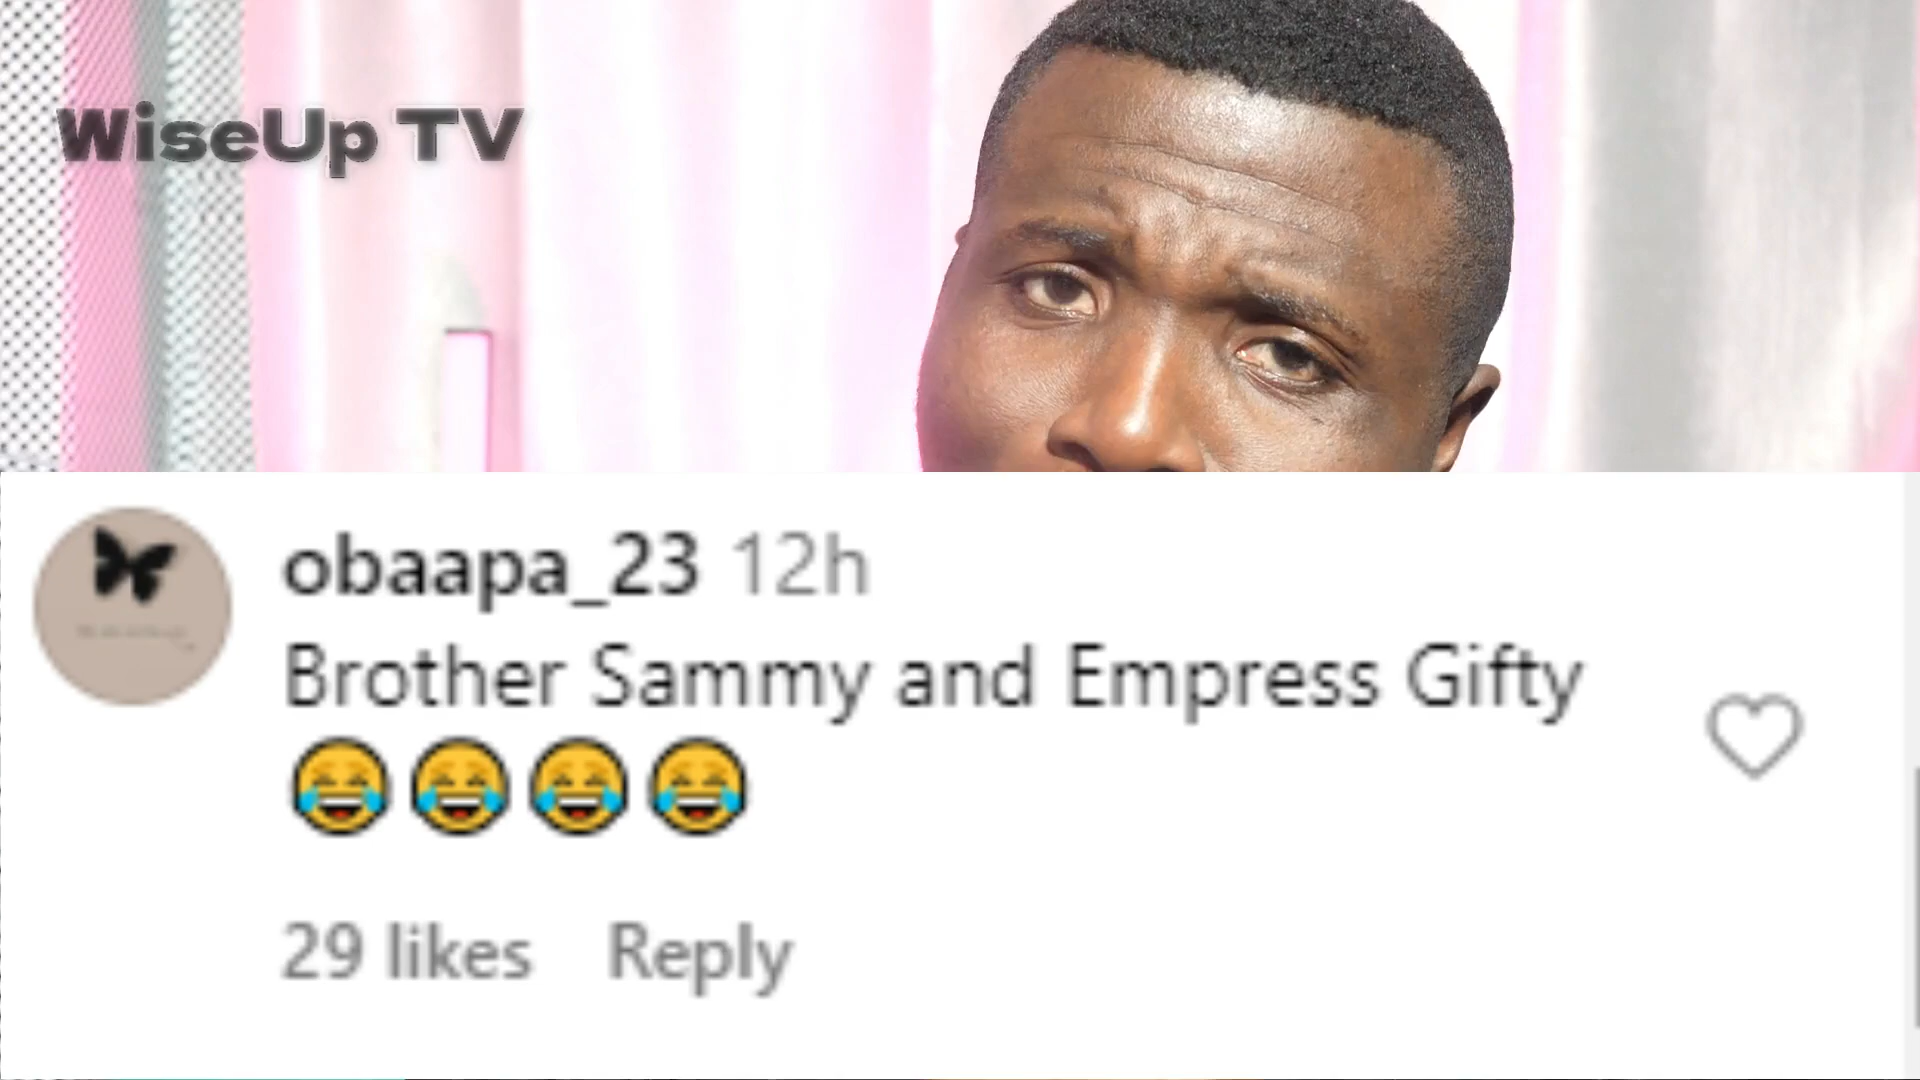 WiseUp TV
obaapa_23 12h
Brother Sammy and Empress Gifty
😂😂😂😂
29 likes Reply